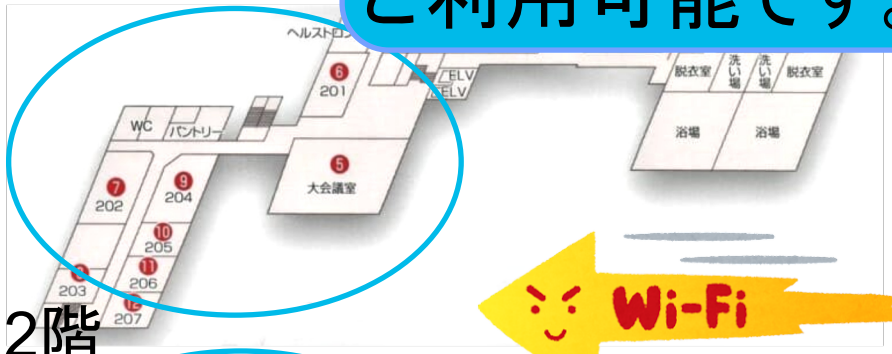 ご利用可能です。
ヘルストロン
6
201
ELV
ELV
脱衣室
洗い場
洗い場
脱衣室
浴場
浴場
WC
パントリー
5
大会議室
7
202
9
204
10
205
11
206
203
12
207
2階
Wi-Fi